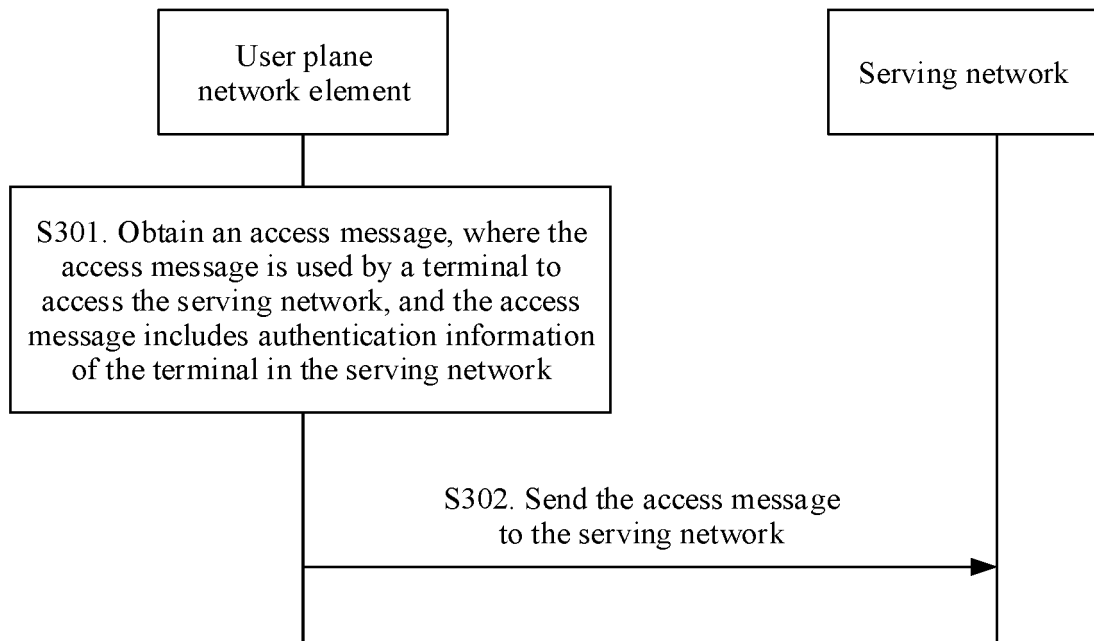 User plane
network element
Serving network
S301. Obtain an access message, where the
access message is used by a terminal to
access the serving network, and the access
message includes authentication information
of the terminal in the serving network
S302. Send the access message
to the serving network